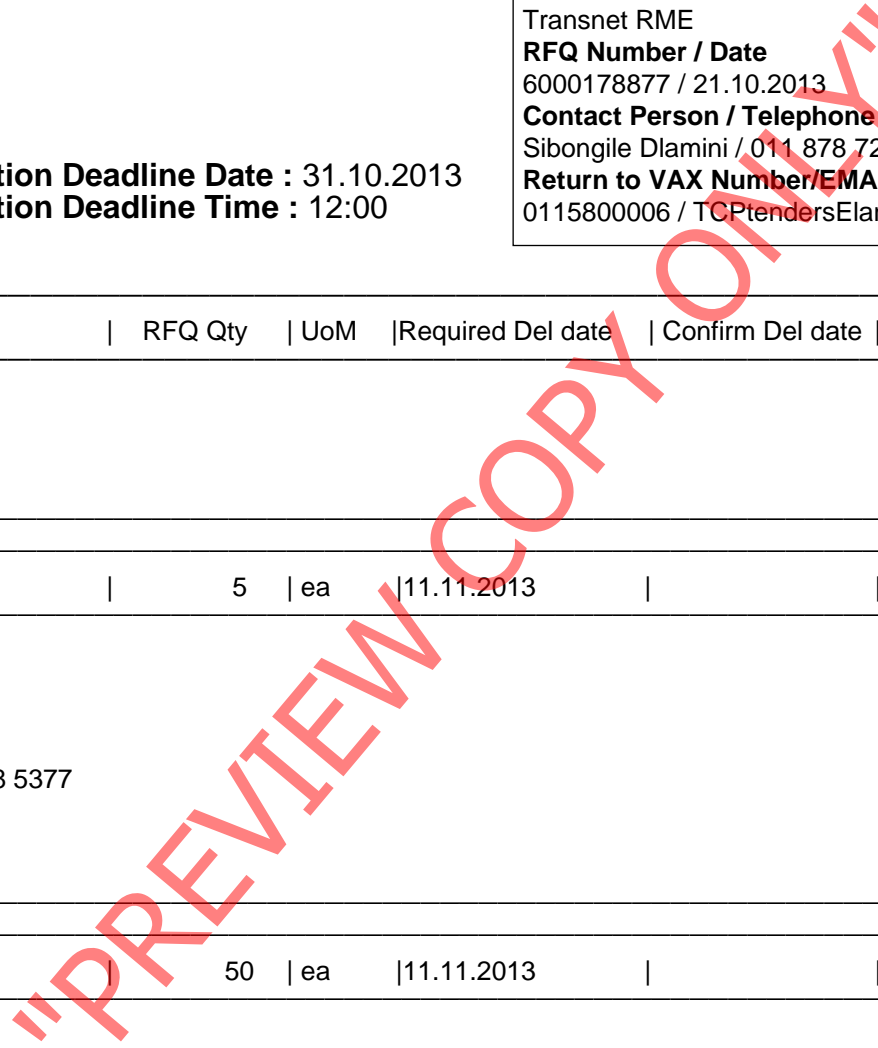 Transnet RME
RFQ Number / Date
6000178877 / 21.10.2013
Contact Person / Telephone
Sibongile Dlamini / 011 878 72
tion Deadline Date : 31.10.2013
Return to VAX Number/EMA
tion Deadline Time : 12:00
0115800006 / TCPtendersElan
| RFQ Qty | UoM |Required Del date | Confirm Del date |
| 5 | ea |11.11.2013 | |
3 5377
| 50 | ea |11.11.2013 | |
"PREVIEW COPY ONLY"